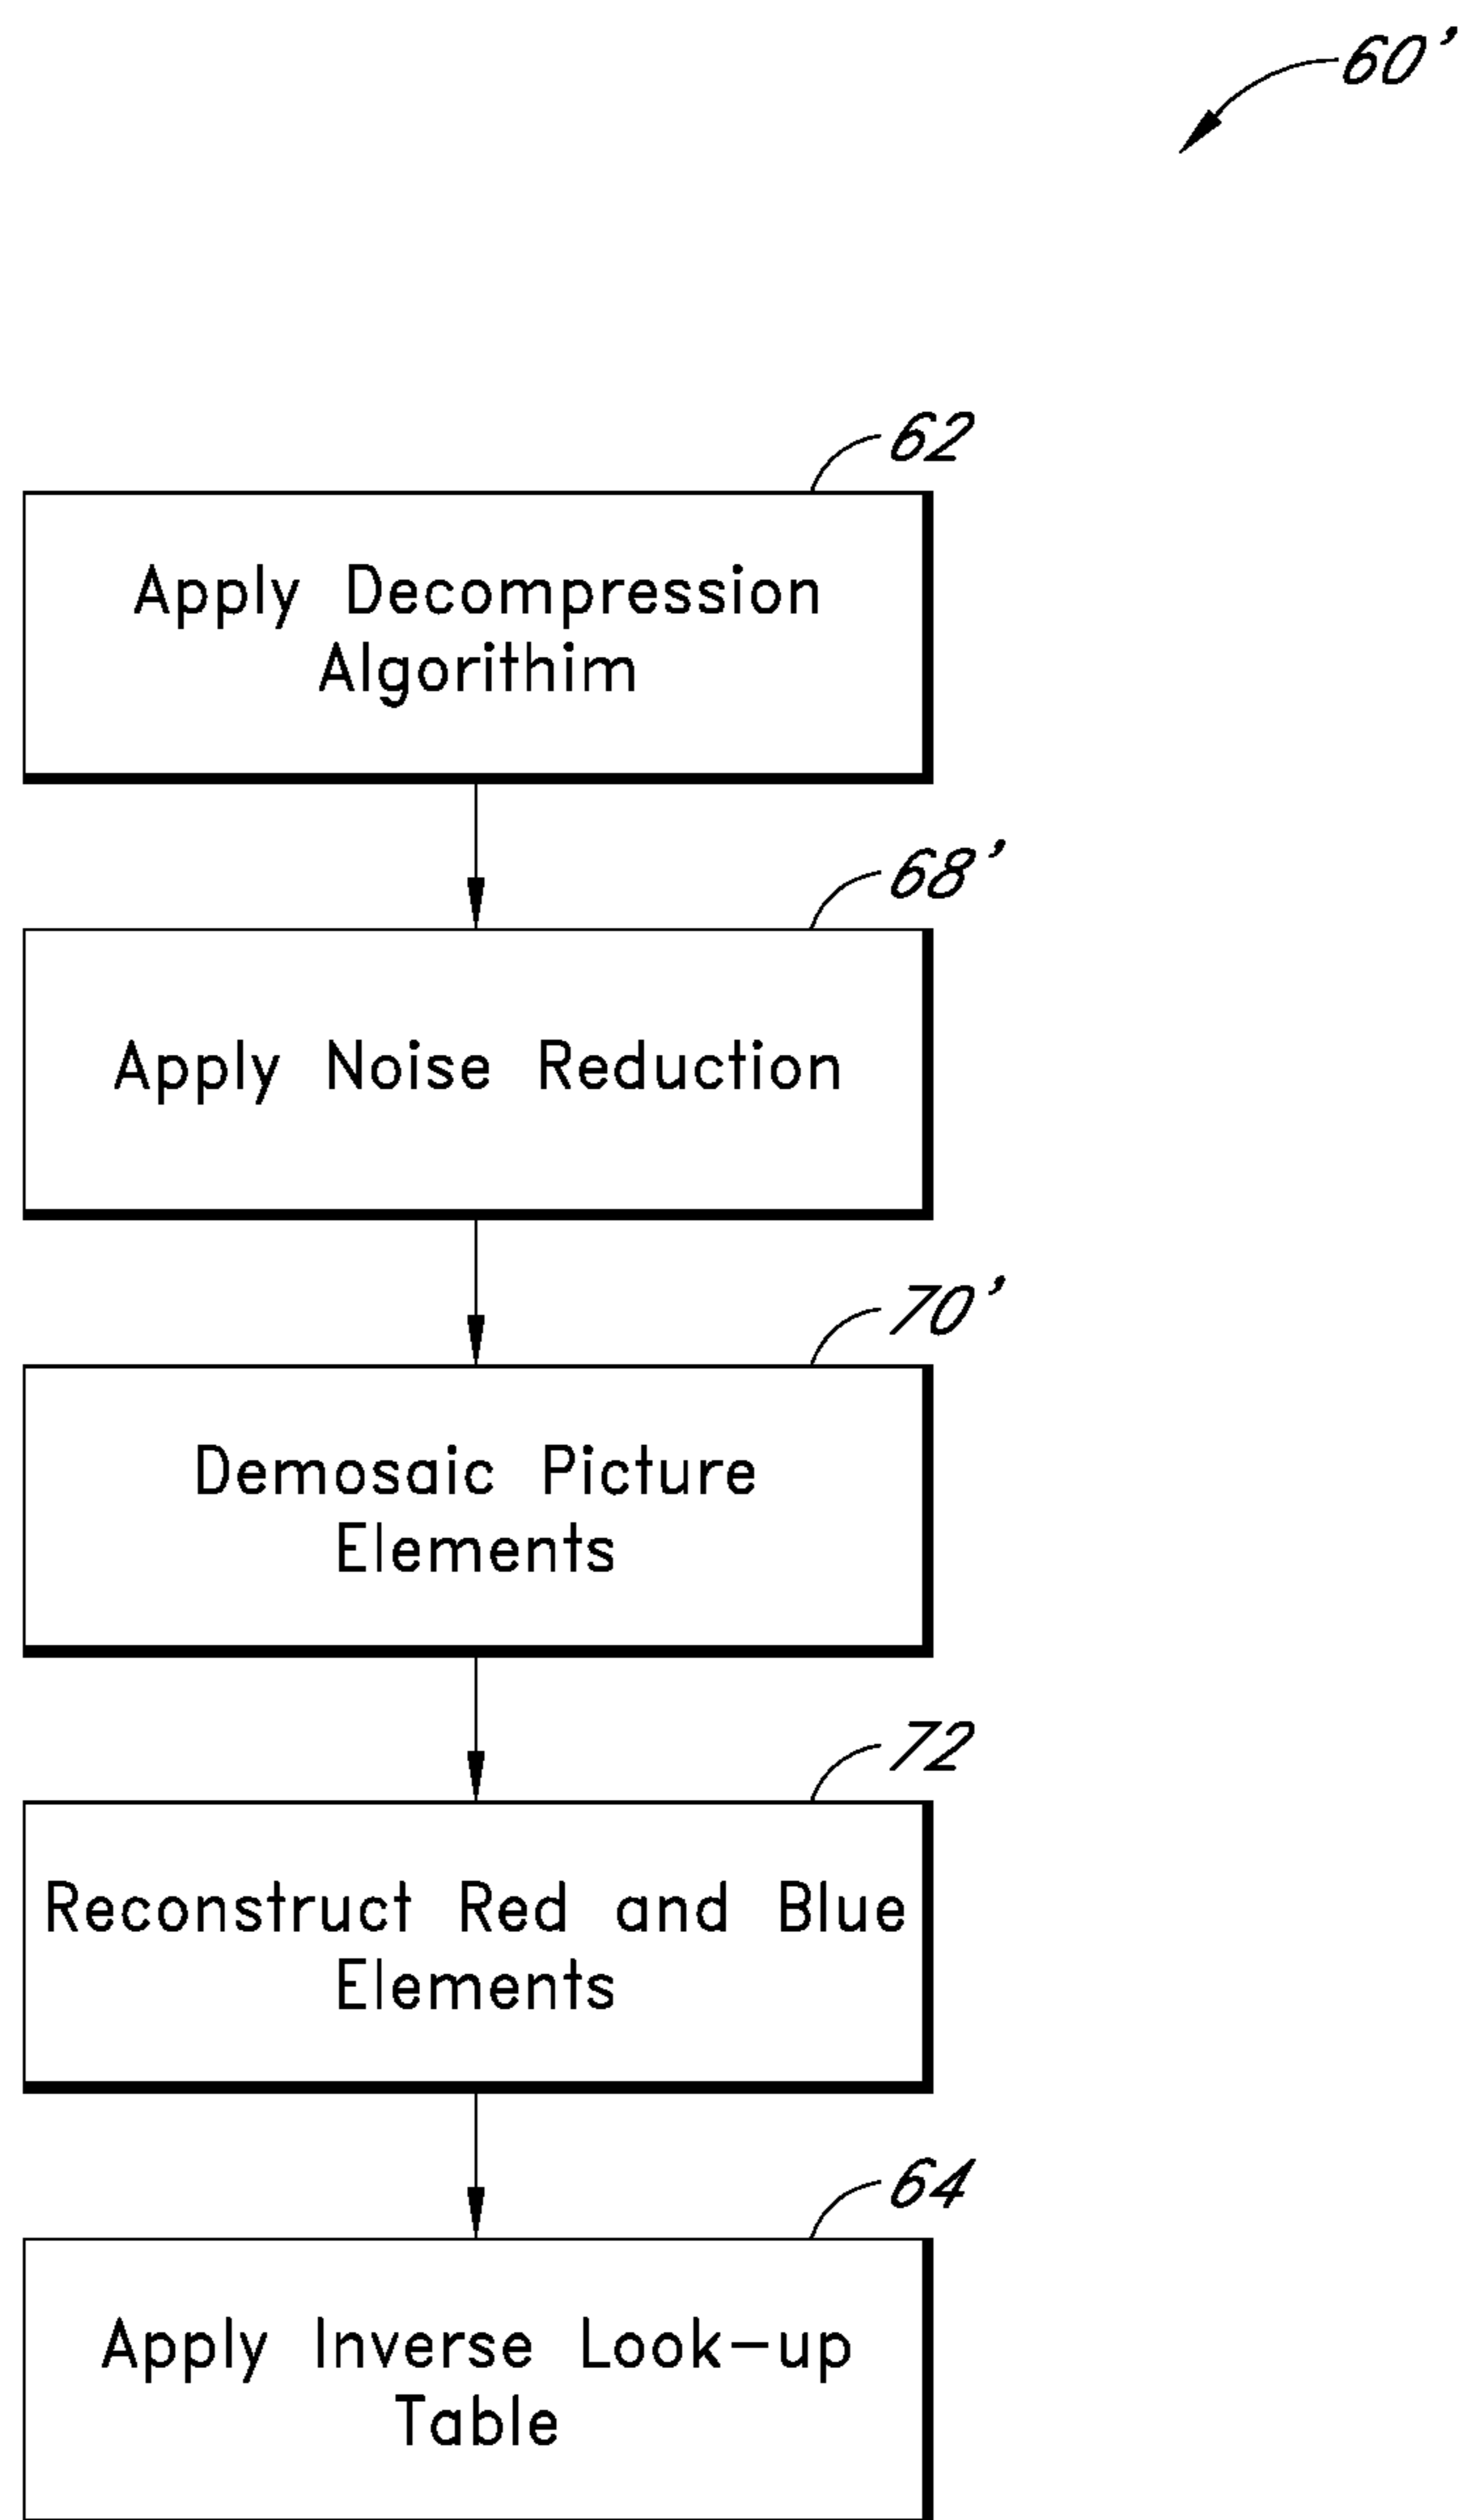 60'
62
Apply Decompression
Algorithim
68'
Apply Noise Reduction
70'
Demosaic Picture
Elements
72
Reconstruct Red and Blue
Elements
64
Apply Inverse Look-up
Table